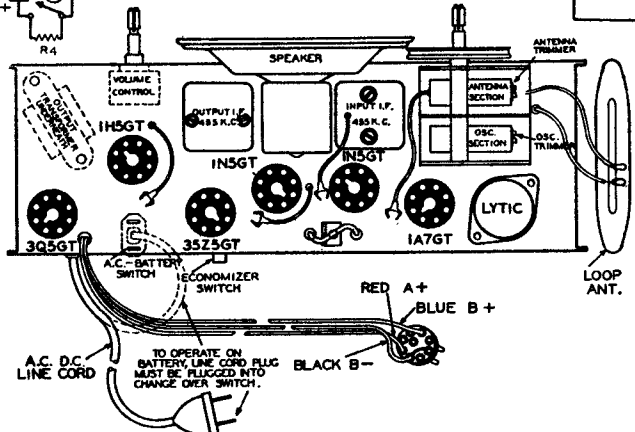 +
R4
SPEAKER
ANTENNA
TRIMMER
VOLUME
CONTROL
OUTPUT
TRANSFORMER
UNDERNEATH
OUTPUT I.F.
455 K.C.
INPUT I.F.
455 K.C.
ANTENNA
SECTION
OSC.
SECTION
OSC.
TRIMMER
1H5GT
1N5GT
1N5GT
3Q5GT
35Z5GT
1A7GT
LYTIC
A.C.-BATTERY
SWITCH
ECONOMIZER
SWITCH
LOOP
ANT.
RED A+
BLUE B+
BLACK B-
A.C. D.C.
LINE CORD
TO OPERATE ON
BATTERY, LINE CORD PLUG
MUST BE PLUGGED INTO
CHANGE OVER SWITCH.